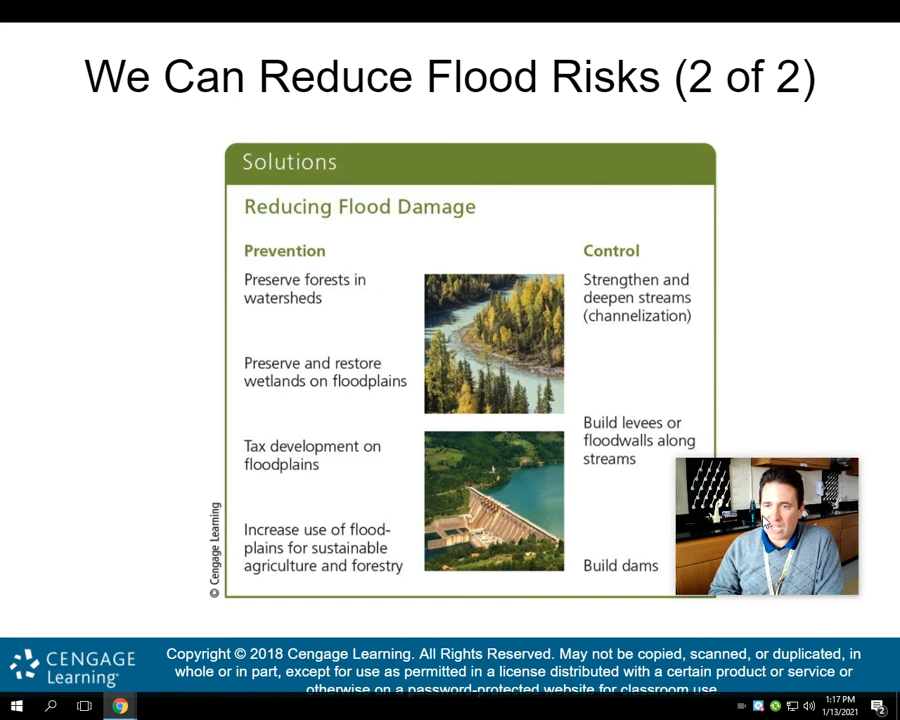 We Can Reduce Flood Risks (2 of 2)
Solutions
Reducing Flood Damage
Prevention
Preserve forests in
watersheds
Preserve and restore
wetlands on floodplains
Tax development on
floodplains
Increase use of flood-
plains for sustainable
agriculture and forestry
Control
Strengthen and
deepen streams
(channelization)
Build levees or
floodwalls along
streams
Build dams
© Cengage Learning
CENGAGE
Learning™
Copyright © 2018 Cengage Learning. All Rights Reserved. May not be copied, scanned, or duplicated, in
whole or in part, except for use as permitted in a license distributed with a certain product or service or
otherwise on a password-protected website for classroom use
1:17 PM
1/13/2021
2